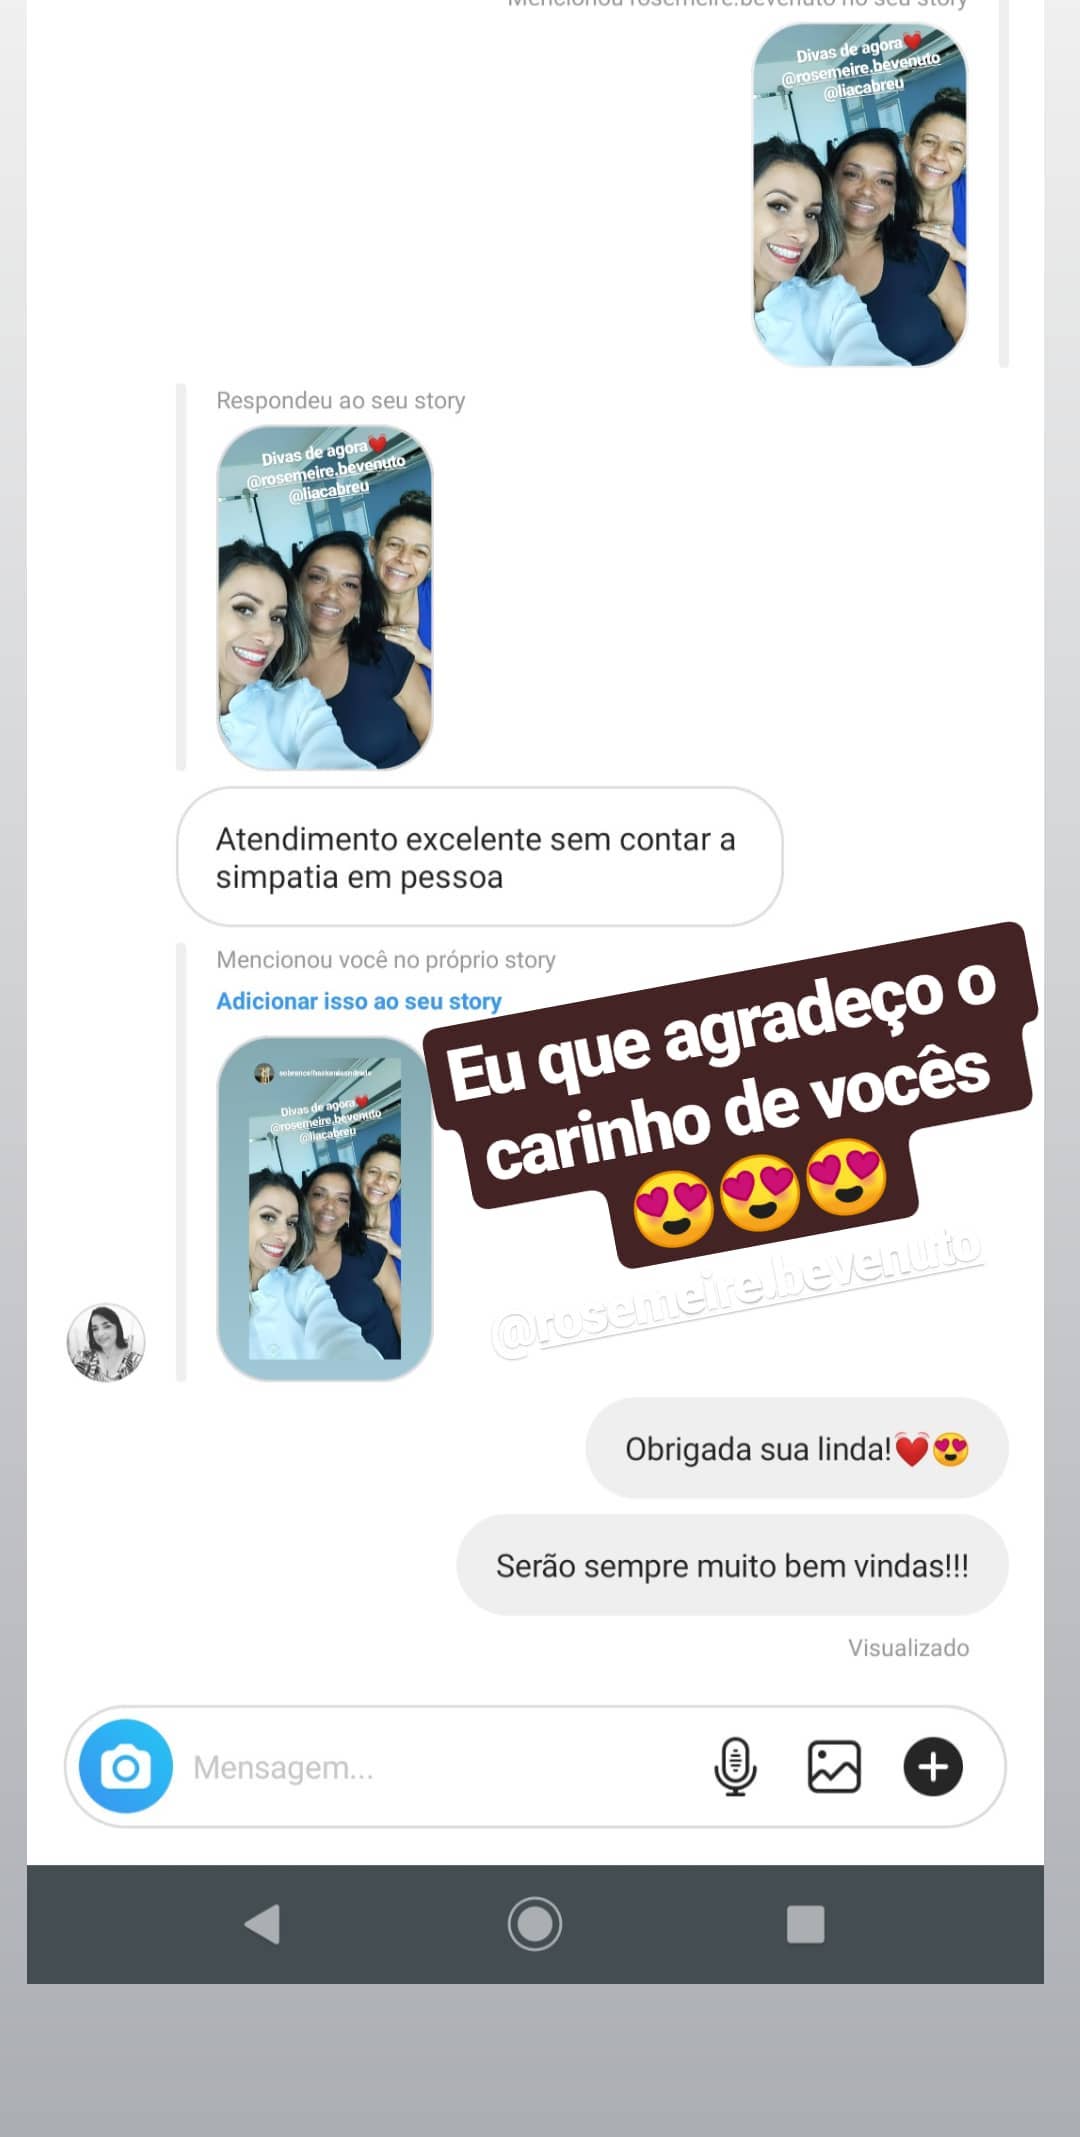 Mencionou rosemeire.bevenuto no seu story
Divas de agora💓
@rosemeire.bevenuto
@liacabreu
Respondeu ao seu story
Divas de agora💓
@rosemeire.bevenuto
@liacabreu
Atendimento excelente sem contar a
simpatia em pessoa
Mencionou você no próprio story
Adicionar isso ao seu story
Divas de agora💓
@rosemeire.bevenuto
@liacabreu
Eu que agradeço o
carinho de vocês
😍😍😍
@rosemeire.bevenuto
Obrigada sua linda!💓😍
Serão sempre muito bem vindas!!!
Visualizado
Mensagem...